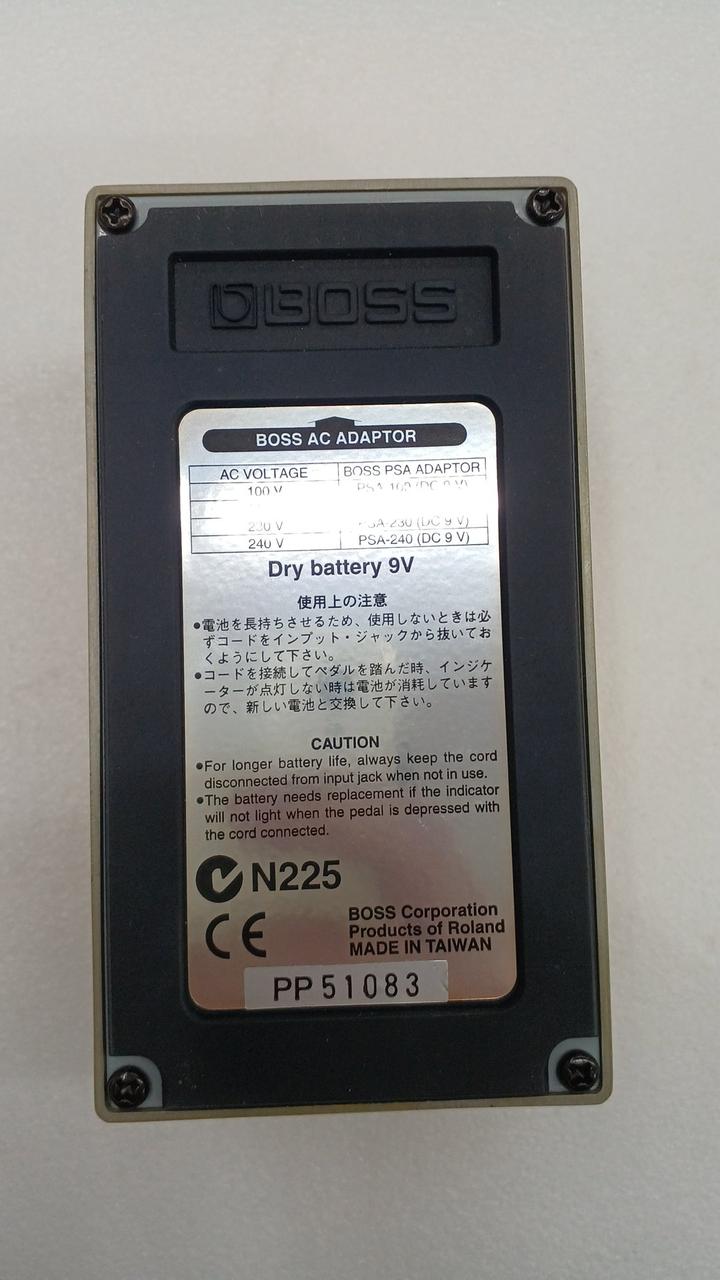 BOSS
BOSS AC ADAPTOR
AC VOLTAGE BOSS PSA ADAPTOR
100 V PSA-100 (DC 9 V)
230 V PSA-230 (DC 9 V)
240 V PSA-240 (DC 9 V)
Dry battery 9V
使用上の注意
●電池を長持ちさせるため、使用しないときは必
ずコードをインプット・ジャックから抜いてお
くようにして下さい。
●コードを接続してペダルを踏んだ時、インジケ
ーターが点灯しない時は電池が消耗しています
ので、新しい電池と交換して下さい。
CAUTION
●For longer battery life, always keep the cord
disconnected from input jack when not in use.
●The battery needs replacement if the indicator
will not light when the pedal is depressed with
the cord connected.
N225
CE
BOSS Corporation
Products of Roland
MADE IN TAIWAN
PP51083